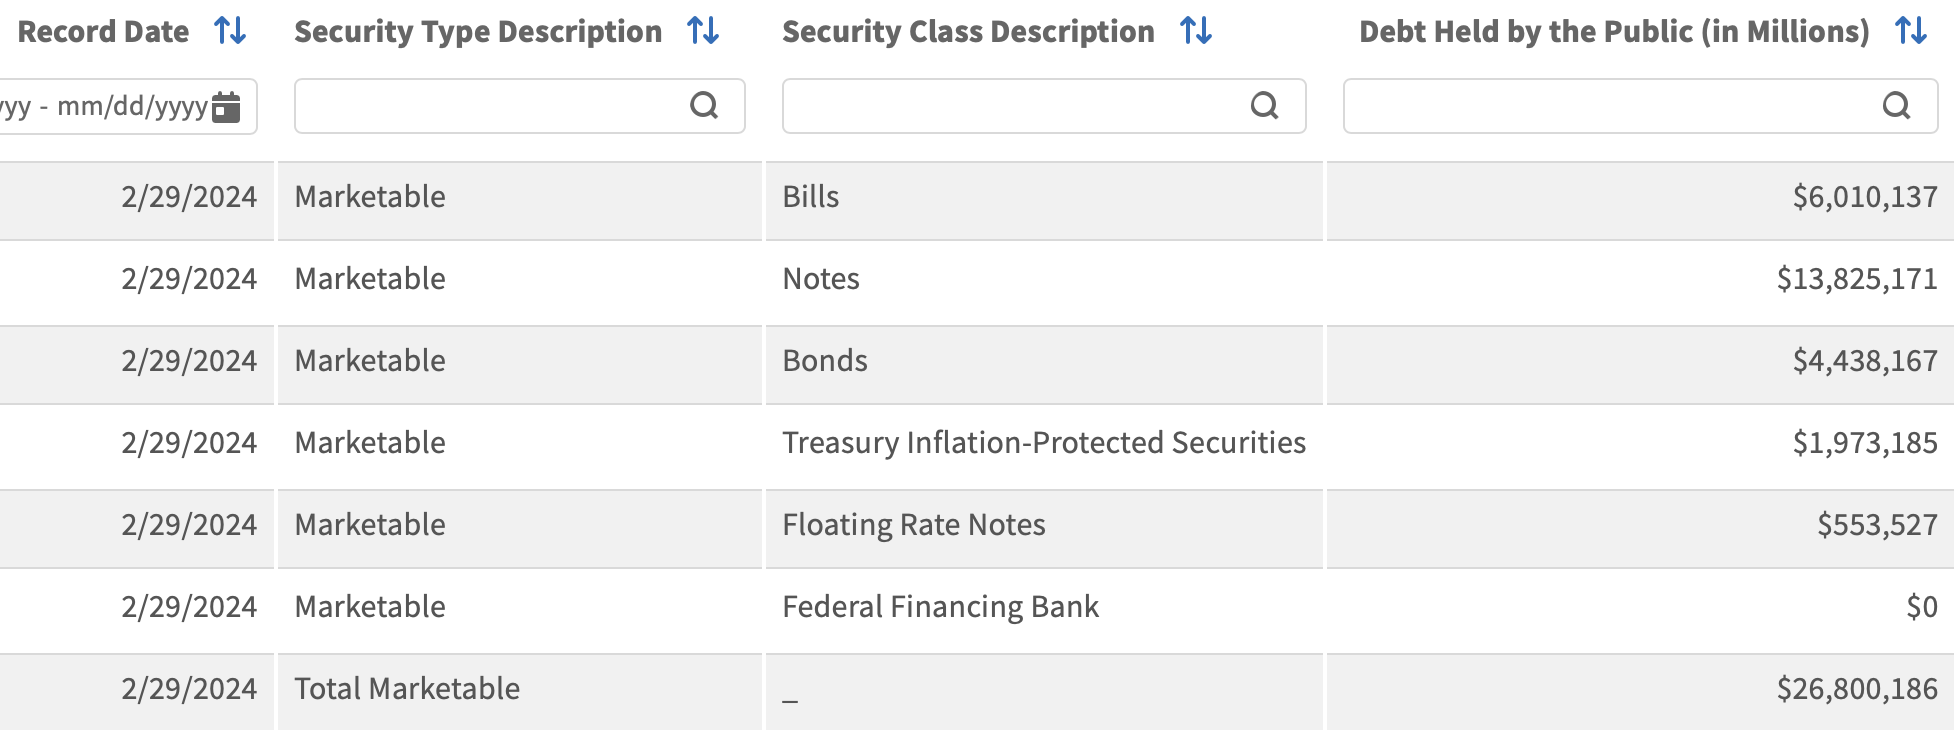 Record Date Security Type Description Security Class Description Debt Held by the Public (in Millions)
yyy - mm/dd/yyyy
2/29/2024 Marketable Bills $6,010,137
2/29/2024 Marketable Notes $13,825,171
2/29/2024 Marketable Bonds $4,438,167
2/29/2024 Marketable Treasury Inflation-Protected Securities $1,973,185
2/29/2024 Marketable Floating Rate Notes $553,527
2/29/2024 Marketable Federal Financing Bank $0
2/29/2024 Total Marketable _ $26,800,186